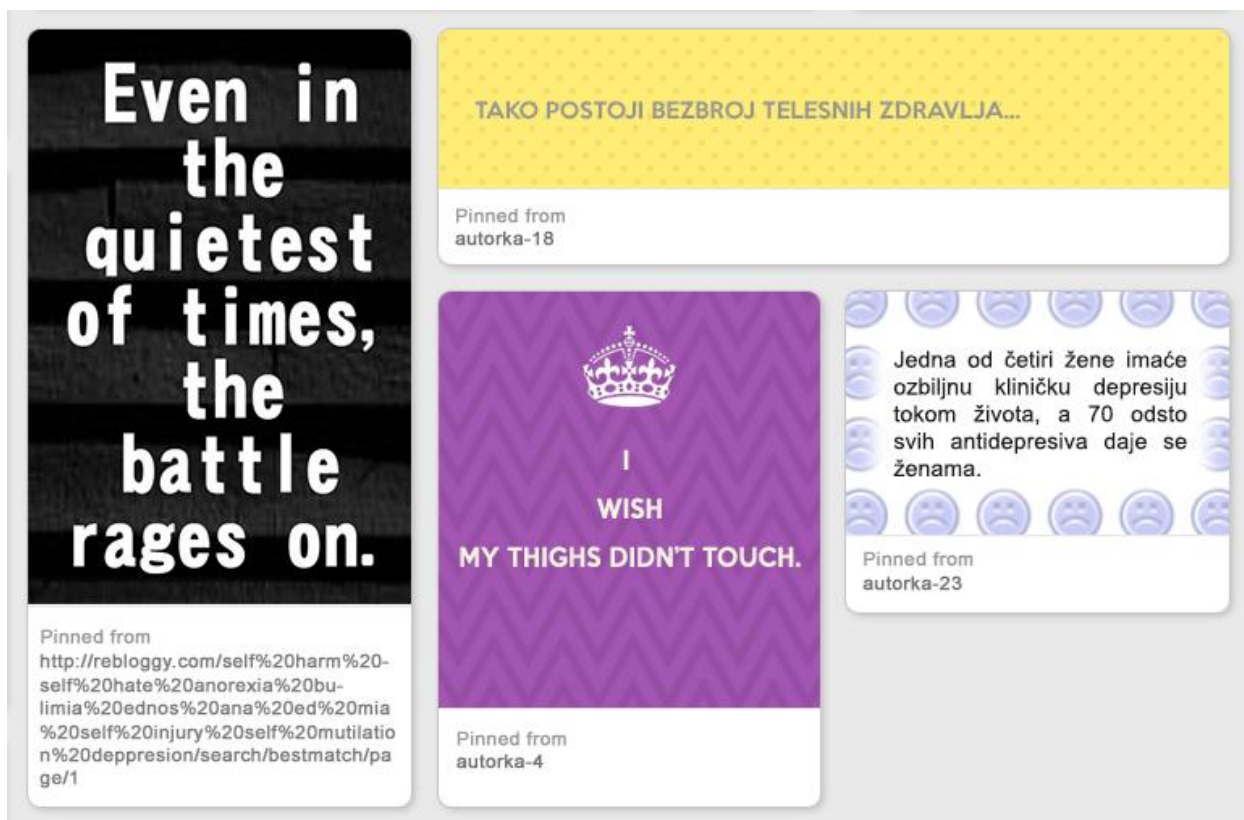 Even in
the
quietest
of times,
the
battle
rages on.
Pinned from
http://rebloggy.com/self%20harm%20-
self%20hate%20anorexia%20bu-
limia%20ednos%20ana%20ed%20mia
%20self%20injury%20self%20mutilatio
n%20deppresion/search/bestmatch/pa
ge/1
TAKO POSTOJI BEZBROJ TELESNIH ZDRAVLJA...
Pinned from
autorka-18
I
WISH
MY THIGHS DIDN'T TOUCH.
Pinned from
autorka-4
Jedna od četiri žene imaće
ozbiljnu kliničku depresiju
tokom života, a 70 odsto
svih antidepresiva daje se
ženama.
Pinned from
autorka-23